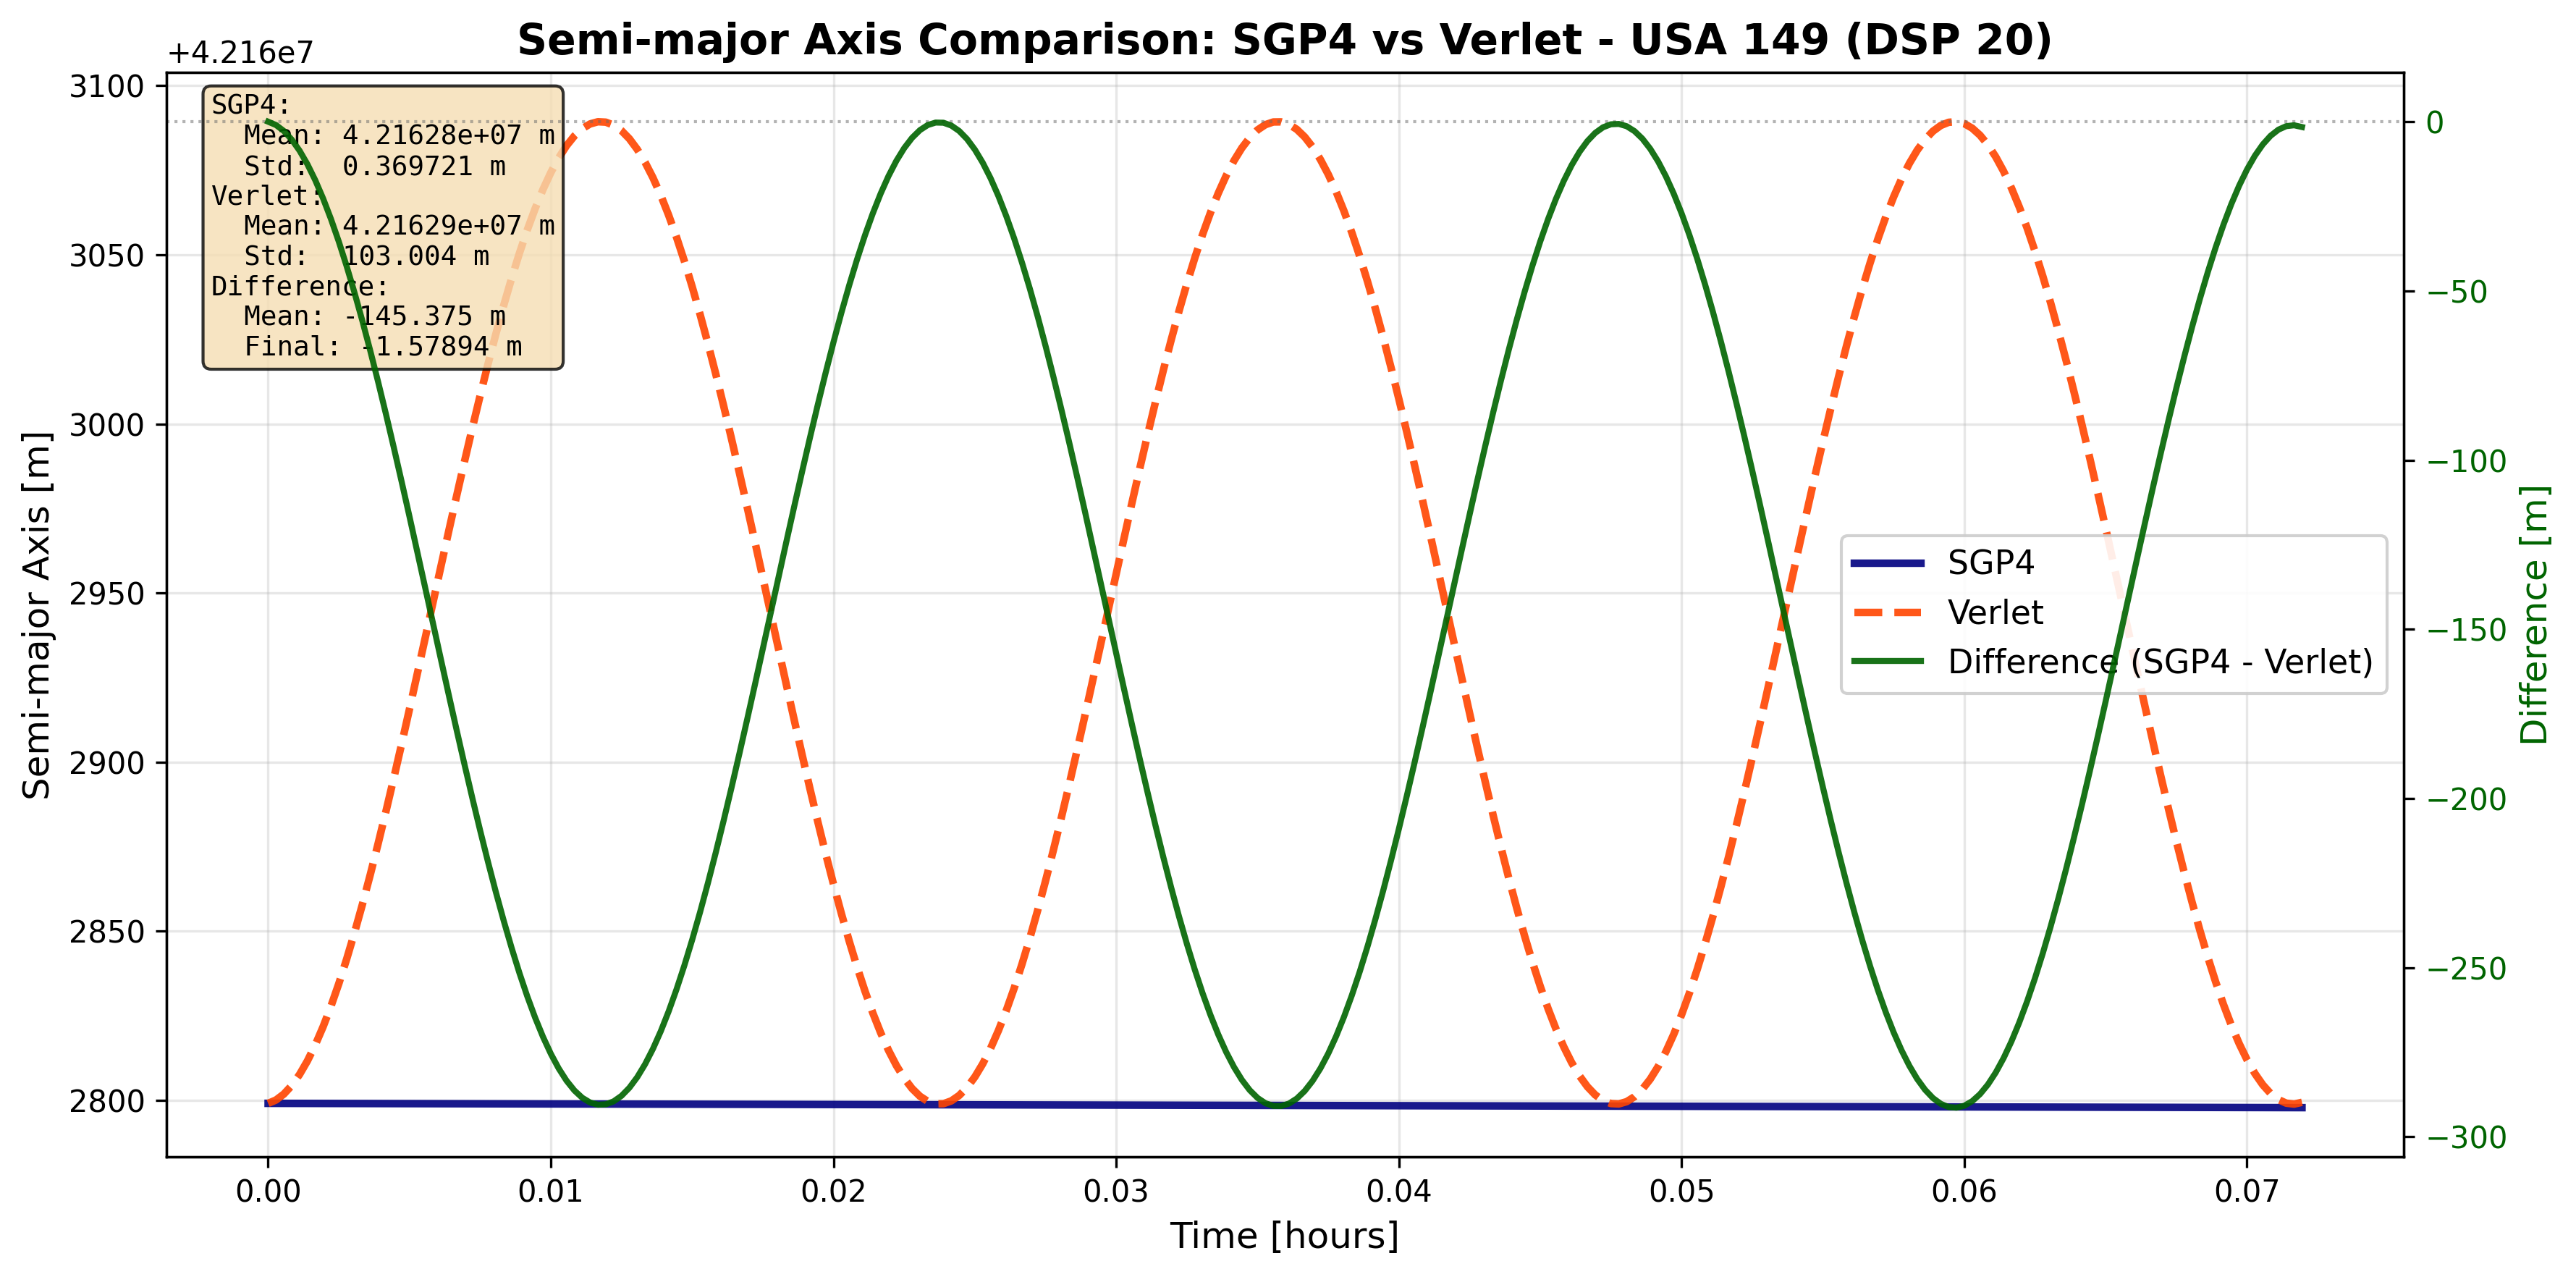 Semi-major Axis Comparison: SGP4 vs Verlet - USA 149 (DSP 20)
+4.216e7
3100
3050
3000
2950
2900
2850
2800
Semi-major Axis [m]
SGP4:
Mean: 4.21628e+07 m
Std: 0.369721 m
Verlet:
Mean: 4.21629e+07 m
Std: 103.004 m
Difference:
Mean: -145.375 m
Final: -1.57894 m
SGP4
Verlet
Difference (SGP4 - Verlet)
0
−50
−100
−150
−200
−250
−300
Difference [m]
0.00 0.01 0.02 0.03 0.04 0.05 0.06 0.07
Time [hours]